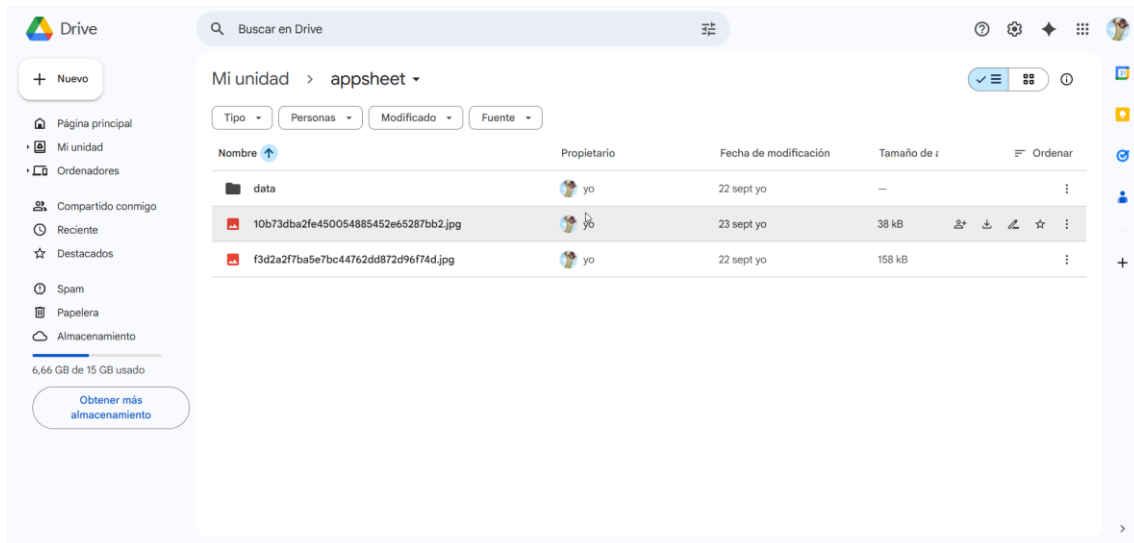 Drive
Buscar en Drive
Nuevo
Página principal
Mi unidad
Ordenadores
Compartido conmigo
Reciente
Destacados
Spam
Papelera
Almacenamiento
6,66 GB de 15 GB usado
Obtener más
almacenamiento
Mi unidad > appsheet
Tipo Personas Modificado Fuente
Nombre Propietario Fecha de modificación Tamaño de Ordenar
data yo 22 sept yo —
10b73dba2fe450054885452e65287bb2.jpg yo 23 sept yo 38 kB
f3d2a2f7ba5e7bc44762dd872d96f74d.jpg yo 22 sept yo 158 kB
31